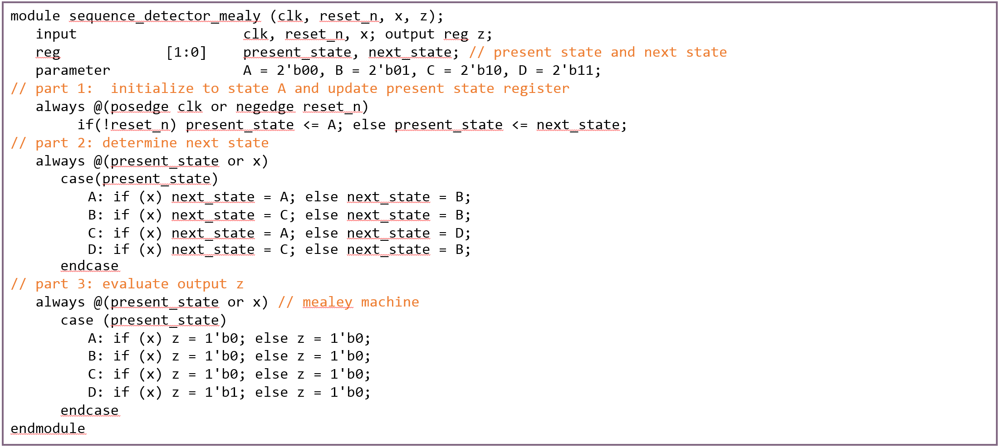 module sequence_detector_mealy (clk, reset_n, x, z);
input clk, reset_n, x; output reg z;
reg [1:0] present_state, next_state; // present state and next state
parameter A = 2'b00, B = 2'b01, C = 2'b10, D = 2'b11;
// part 1: initialize to state A and update present state register
always @(posedge clk or negedge reset_n)
if(!reset_n) present_state <= A; else present_state <= next_state;
// part 2: determine next state
always @(present_state or x)
case(present_state)
A: if (x) next_state = A; else next_state = B;
B: if (x) next_state = C; else next_state = B;
C: if (x) next_state = A; else next_state = D;
D: if (x) next_state = C; else next_state = B;
endcase
// part 3: evaluate output z
always @(present_state or x) // mealey machine
case (present_state)
A: if (x) z = 1'b0; else z = 1'b0;
B: if (x) z = 1'b0; else z = 1'b0;
C: if (x) z = 1'b0; else z = 1'b0;
D: if (x) z = 1'b1; else z = 1'b0;
endcase
endmodule